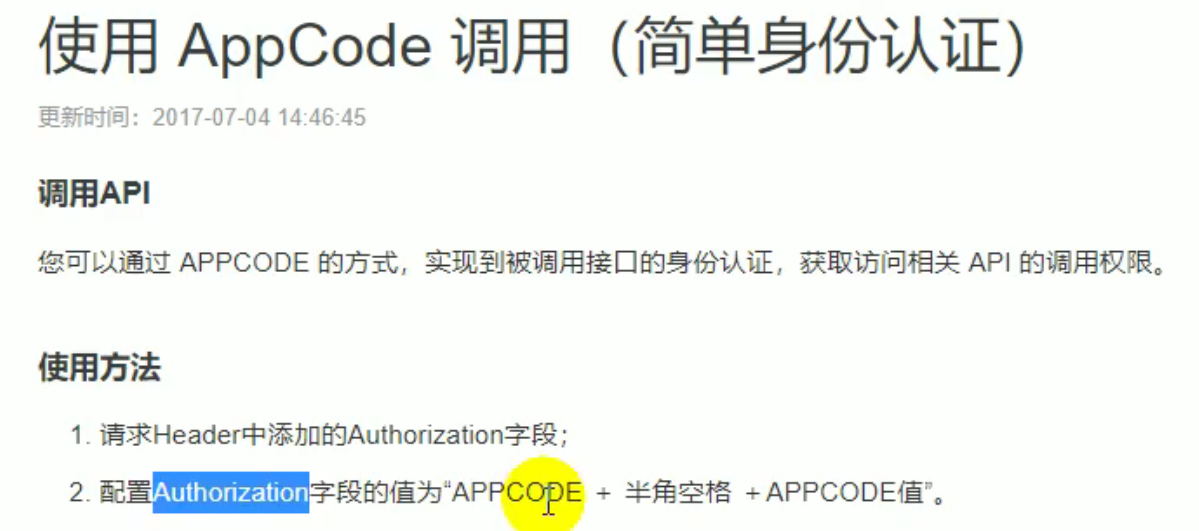 使用 AppCode 调用（简单身份认证）
更新时间：2017-07-04 14:46:45
调用API
您可以通过 APPCODE 的方式，实现到被调用接口的身份认证，获取访问相关 API 的调用权限。
使用方法
1. 请求Header中添加的Authorization字段；
2. 配置Authorization字段的值为“APPCODE ＋ 半角空格 ＋APPCODE值”。